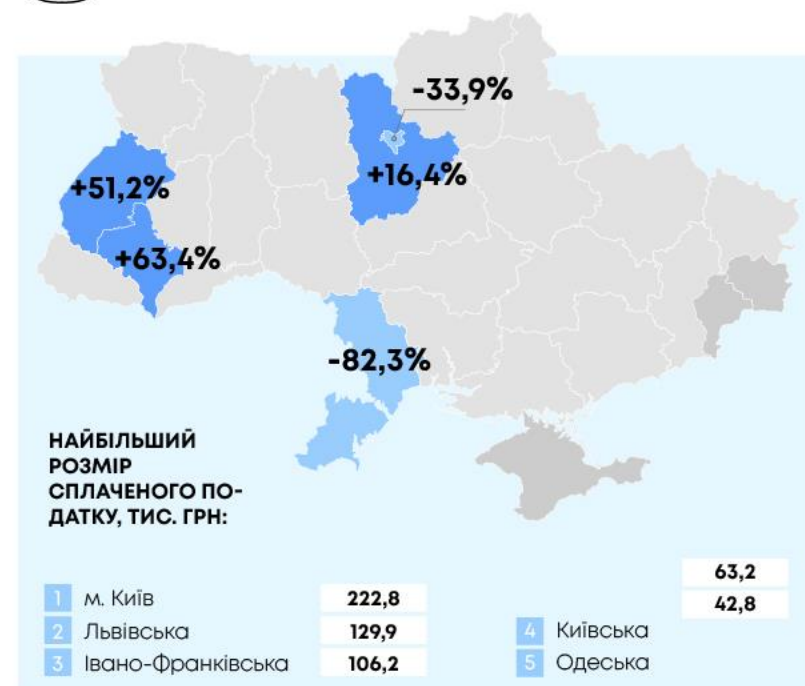 -33,9%
+16,4%
+51,2%
+63,4%
-82,3%
НАЙБІЛЬШИЙ
РОЗМІР
СПЛАЧЕНОГО ПО-
ДАТКУ, ТИС. ГРН:
1 м. Київ 222,8
2 Львівська 129,9
3 Івано-Франківська 106,2
63,2
42,8
4 Київська
5 Одеська